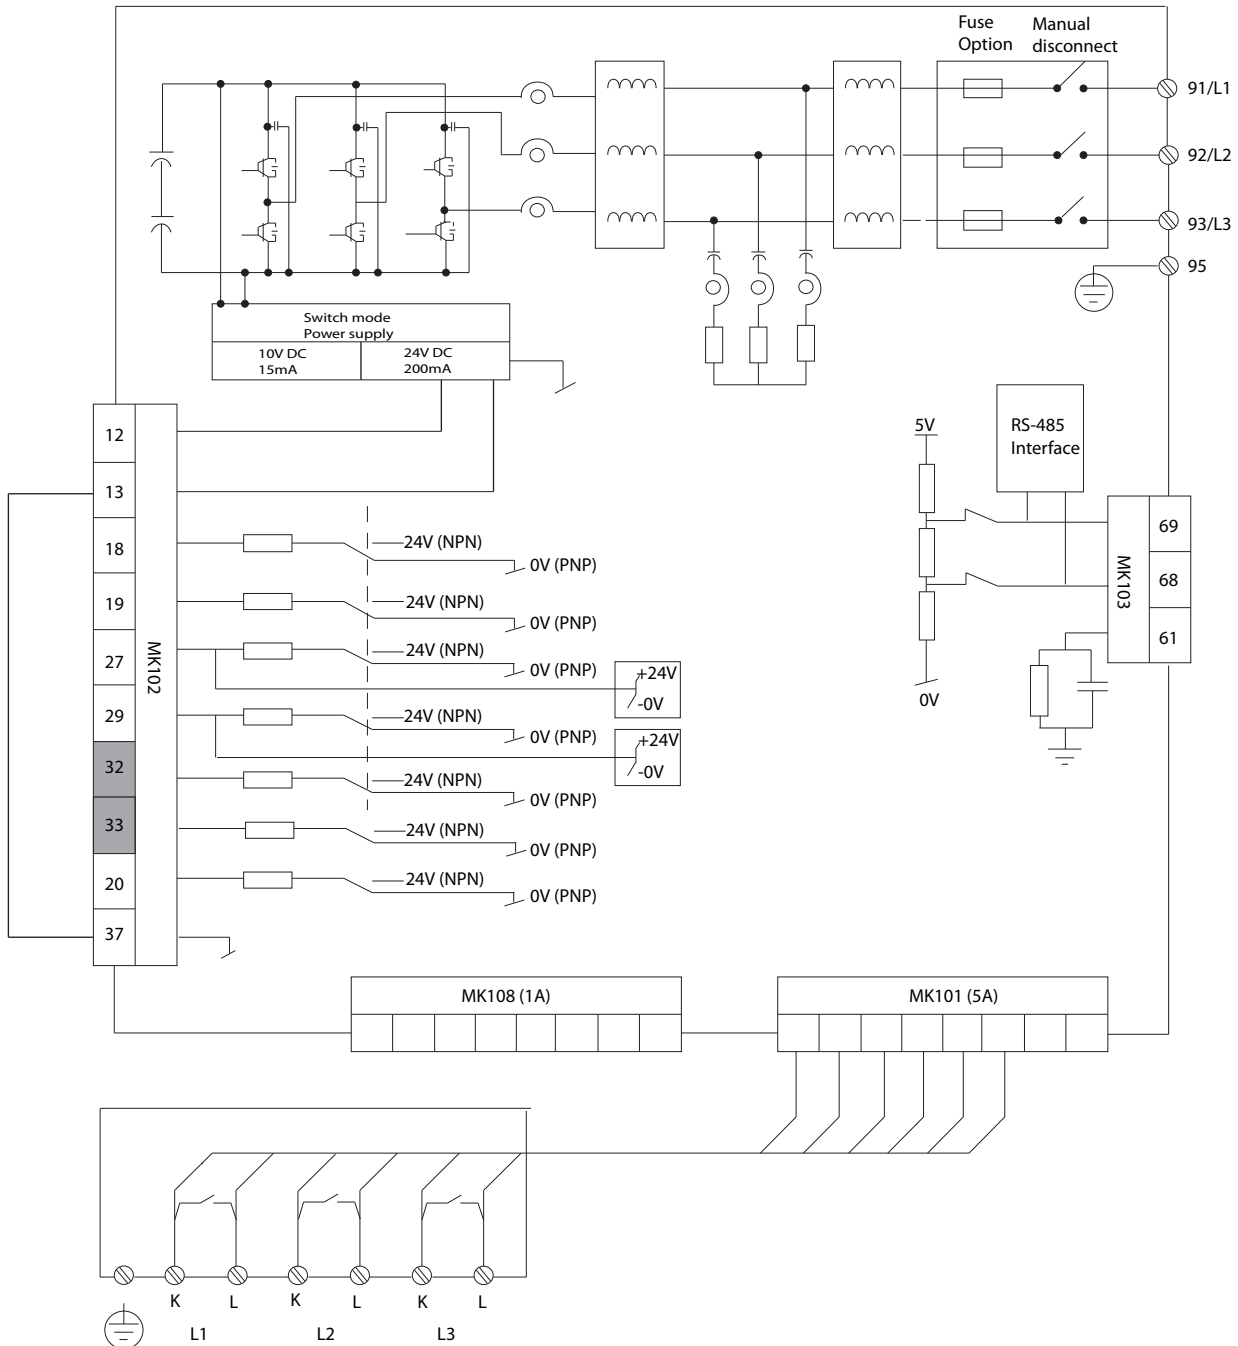 Fuse
Option
Manual
disconnect
91/L1
92/L2
93/L3
95
Switch mode
Power supply
10V DC
15mA
24V DC
200mA
12
13
18
19
27
29
32
33
20
37
MK102
24V (NPN)
0V (PNP)
24V (NPN)
0V (PNP)
24V (NPN)
0V (PNP)
+24V
-0V
24V (NPN)
0V (PNP)
+24V
-0V
24V (NPN)
0V (PNP)
24V (NPN)
0V (PNP)
24V (NPN)
0V (PNP)
5V
0V
RS-485
Interface
MK103
69
68
61
MK108 (1A)
MK101 (5A)
K
L
K
L
K
L
L1
L2
L3